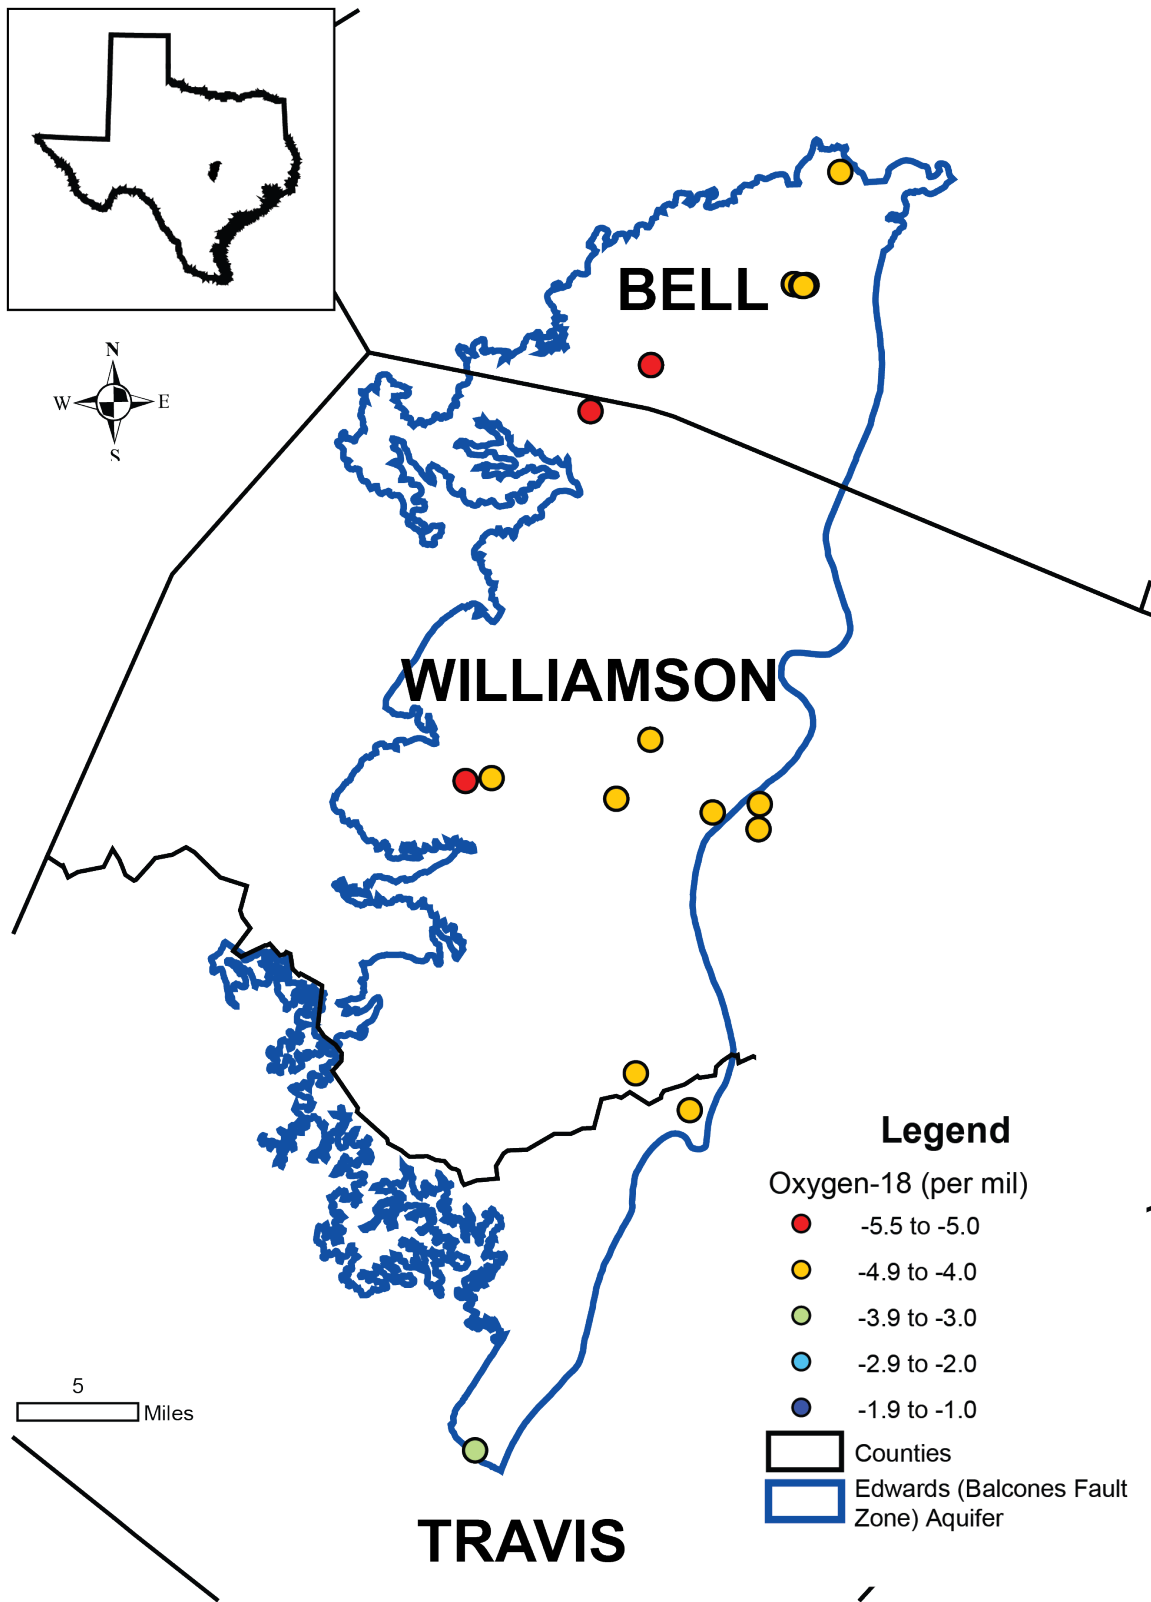 BELL
N
W E
S
WILLIAMSON
Legend
Oxygen-18 (per mil)
-5.5 to -5.0
-4.9 to -4.0
-3.9 to -3.0
-2.9 to -2.0
-1.9 to -1.0
Counties
Edwards (Balcones Fault
Zone) Aquifer
5
Miles
TRAVIS